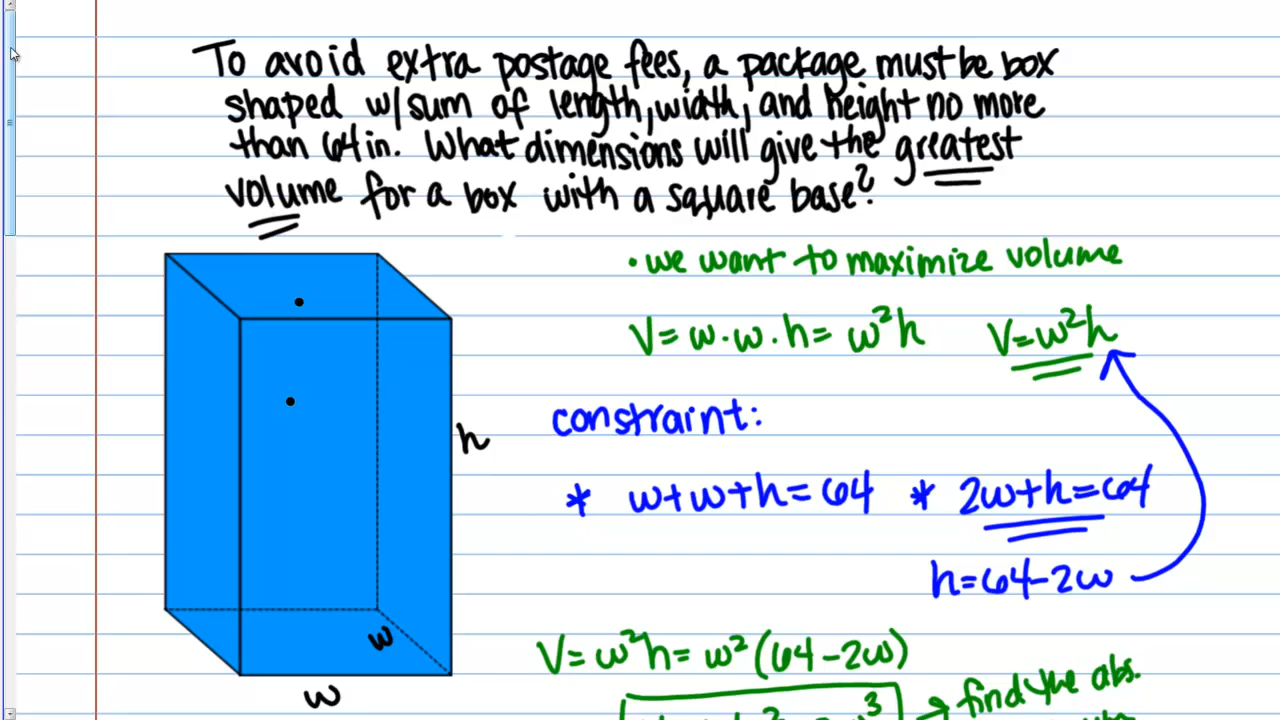 To avoid extra postage fees, a package must be box
shaped w/ sum of length, width, and height no more
than 64 in. What dimensions will give the greatest
volume for a box with a square base?
• we want to maximize volume
V = w · w · h = w²h V = w²h
constraint:
* w + w + h = 64 * 2w + h = 64
h = 64 - 2w
h
w
w
V = w²h = w²(64 - 2w)
→ find the abs.